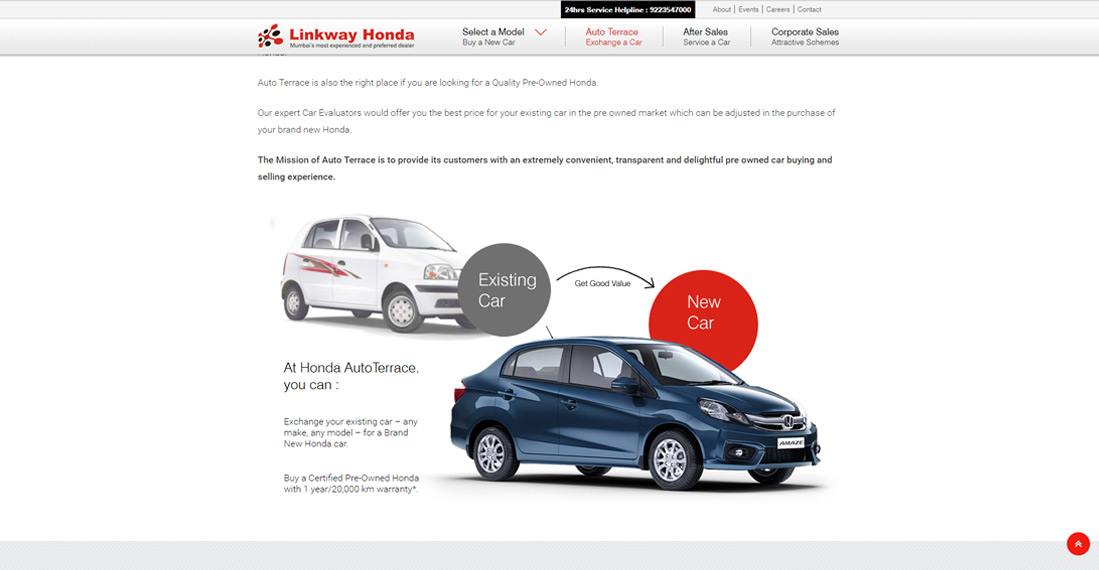 24hrs Service Helpline : 9223547000
About | Events | Careers | Contact
Linkway Honda
Mumbai's most experienced and preferred dealer
Select a Model
Buy a New Car
Auto Terrace
Exchange a Car
After Sales
Service a Car
Corporate Sales
Attractive Schemes
Auto Terrace is also the right place if you are looking for a Quality Pre-Owned Honda.
Our expert Car Evaluators would offer you the best price for your existing car in the pre owned market which can be adjusted in the purchase of
your brand new Honda.
The Mission of Auto Terrace is to provide its customers with an extremely convenient, transparent and delightful pre owned car buying and
selling experience.
Existing
Car
Get Good Value
New
Car
At Honda AutoTerrace,
you can :
Exchange your existing car – any
make, any model – for a Brand
New Honda car.
Buy a Certified Pre-Owned Honda
with 1 year/20,000 km warranty*.
AMAZE